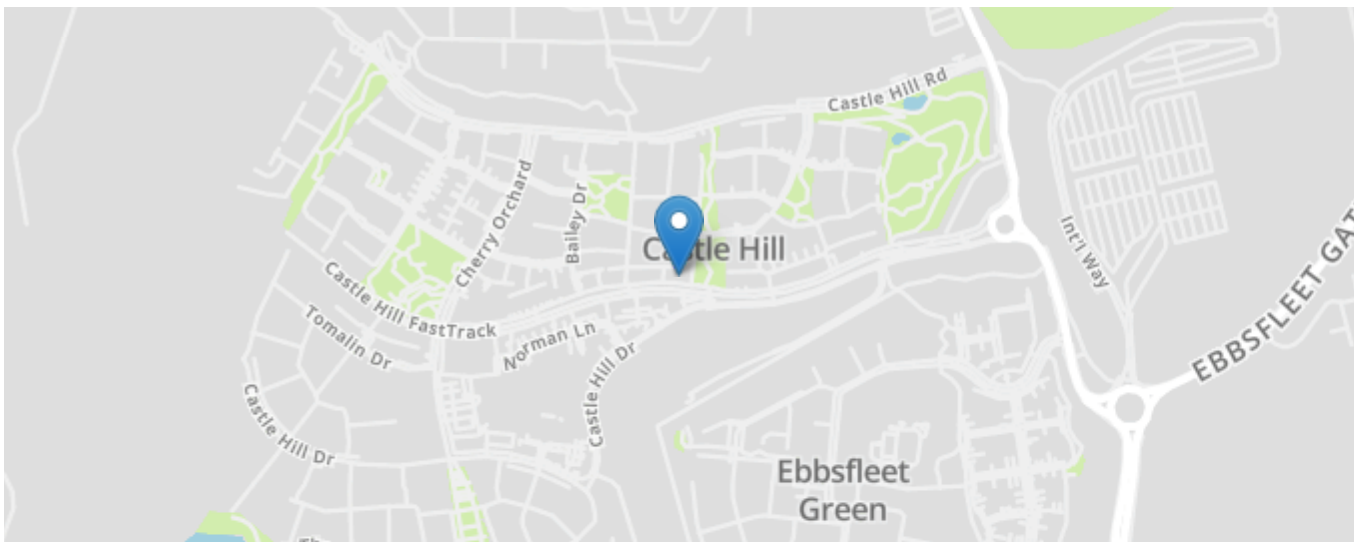 Castle Hill Rd
Cherry Orchard
Bailey Dr
Castle Hill
Int'l Way
Castle Hill FastTrack
Tomalin Dr
Norman Ln
Castle Hill Dr
EBBSFLEET
Castle Hill Dr
Ebbsfleet
Green